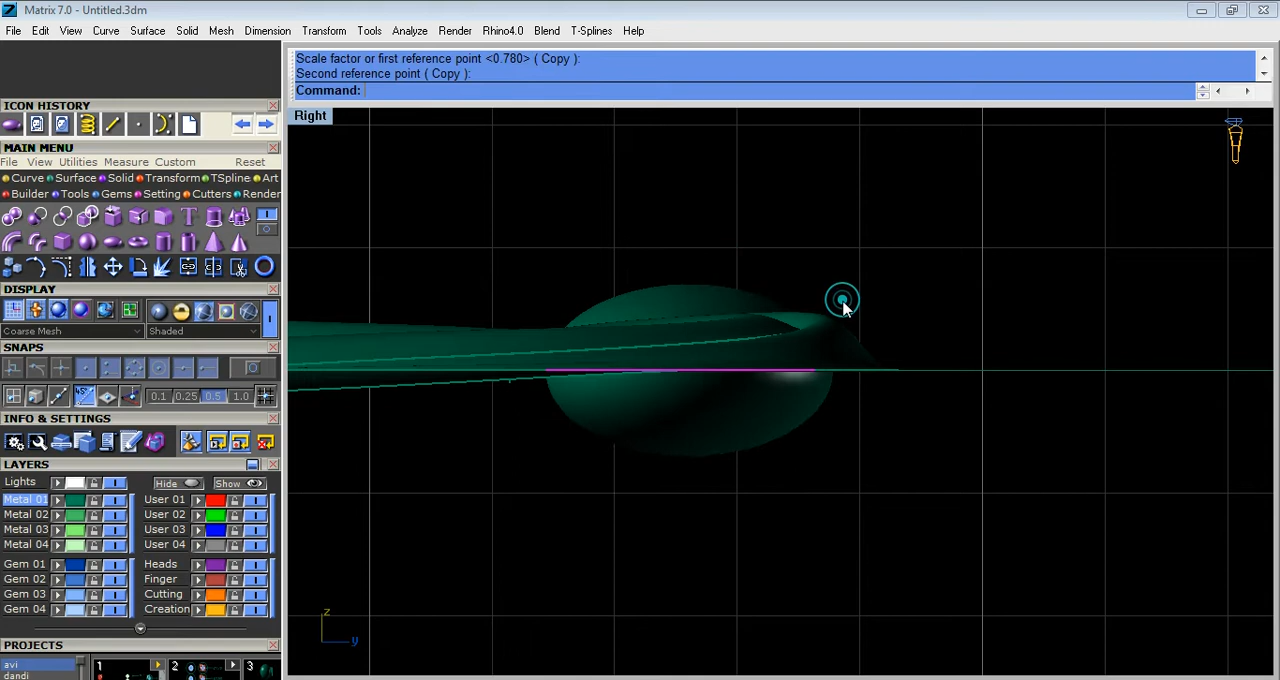 Matrix 7.0 - Untitled.3dm
File Edit View Curve Surface Solid Mesh Dimension Transform Tools Analyze Render Rhino4.0 Blend T-Splines Help
Scale factor or first reference point <0.780> ( Copy ):
Second reference point ( Copy ):
Command:
ICON HISTORY
MAIN MENU
File View Utilities Measure Custom Reset
Curve Surface Solid Transform TSpline Art
Builder Tools Gems Setting Cutters Render
DISPLAY
Coarse Mesh Shaded
SNAPS
45°
0.1 0.25 0.5 1.0
INFO & SETTINGS
LAYERS
Lights Hide Show
Metal 01 User 01
Metal 02 User 02
Metal 03 User 03
Metal 04 User 04
Gem 01 Heads
Gem 02 Finger
Gem 03 Cutting
Gem 04 Creation
PROJECTS
avi
dandi
1 2 3
Right
z
y